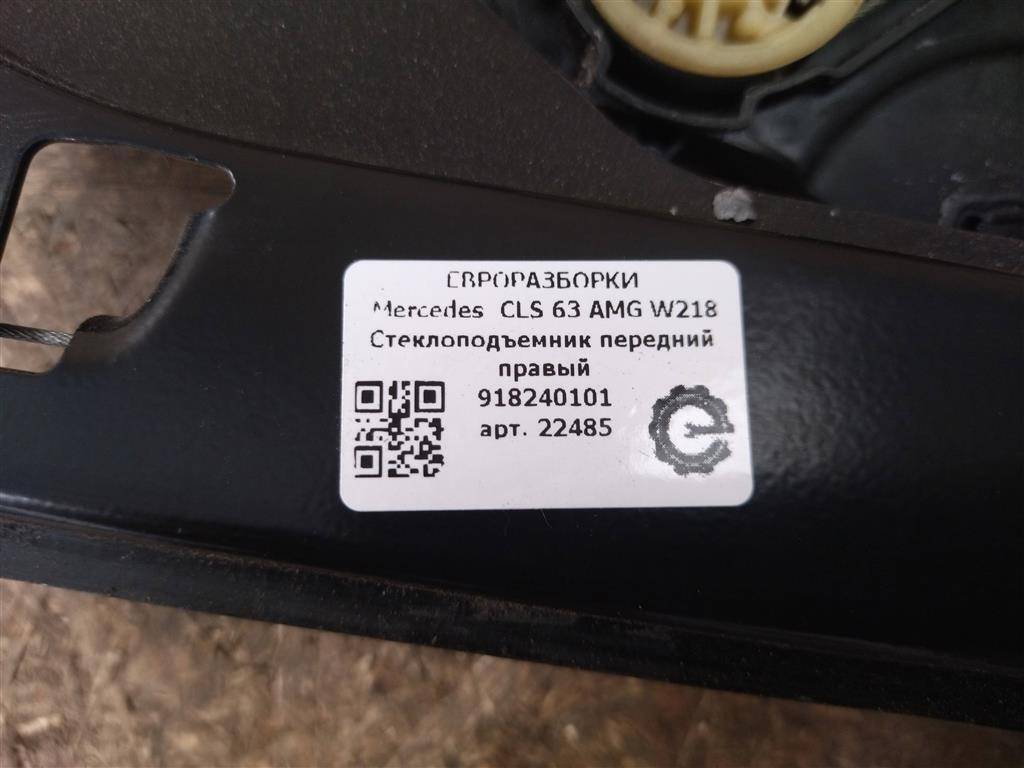 ЕВРОРАЗБОРКИ
Mercedes CLS 63 AMG W218
Стеклоподъемник передний
правый
918240101
арт. 22485